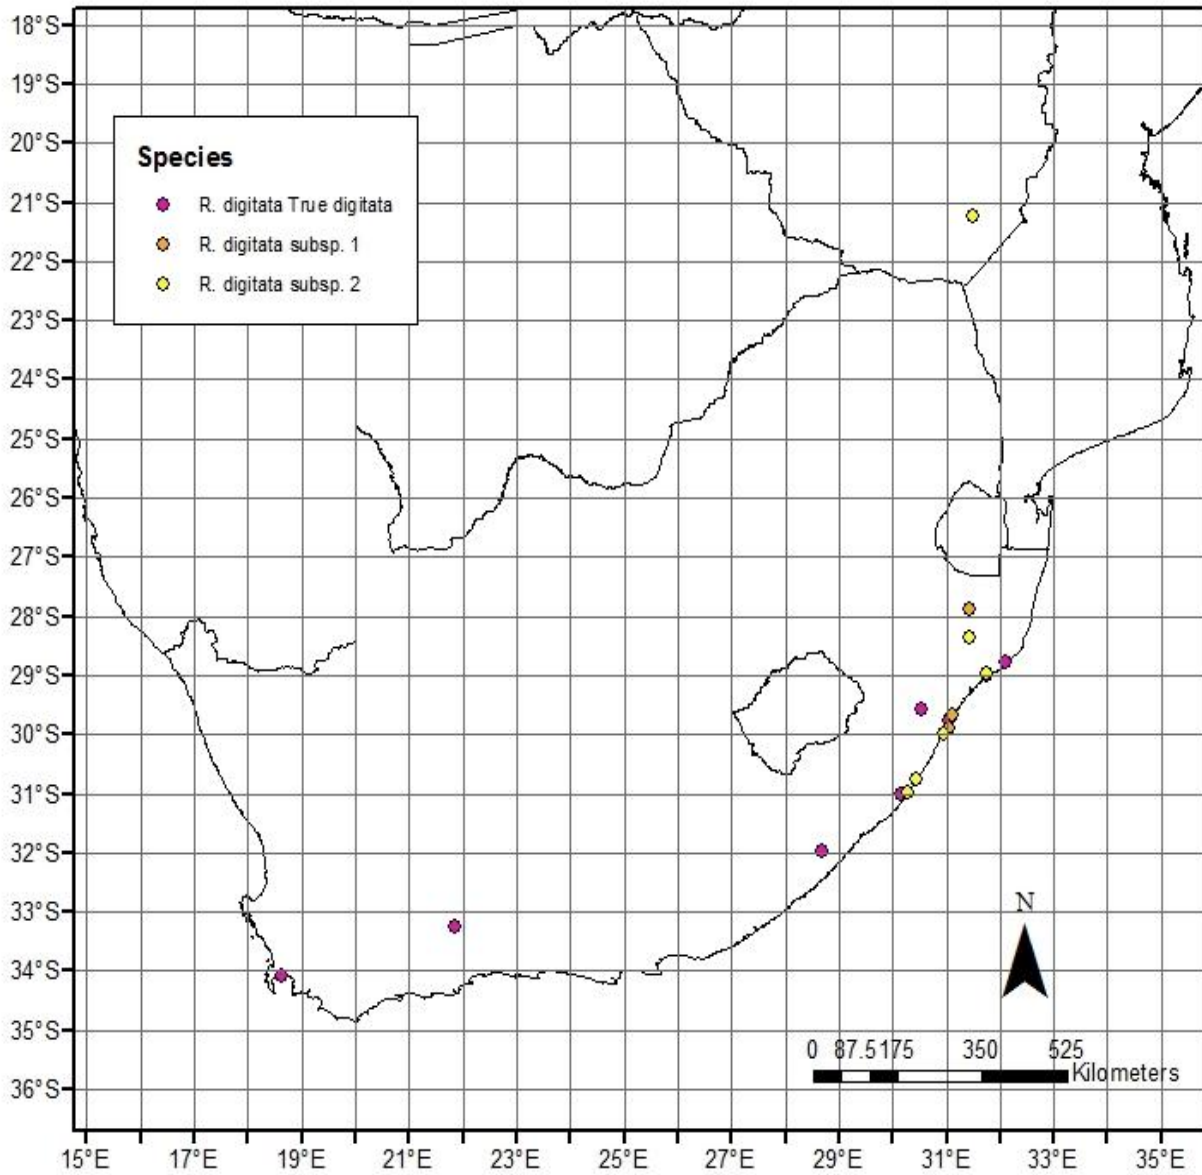 18°S
19°S
20°S
21°S
22°S
23°S
24°S
25°S
26°S
27°S
28°S
29°S
30°S
31°S
32°S
33°S
34°S
35°S
36°S
Species
R. digitata True digitata
R. digitata subsp. 1
R. digitata subsp. 2
N
0 87.5 175 350 525
Kilometers
15°E 17°E 19°E 21°E 23°E 25°E 27°E 29°E 31°E 33°E 35°E